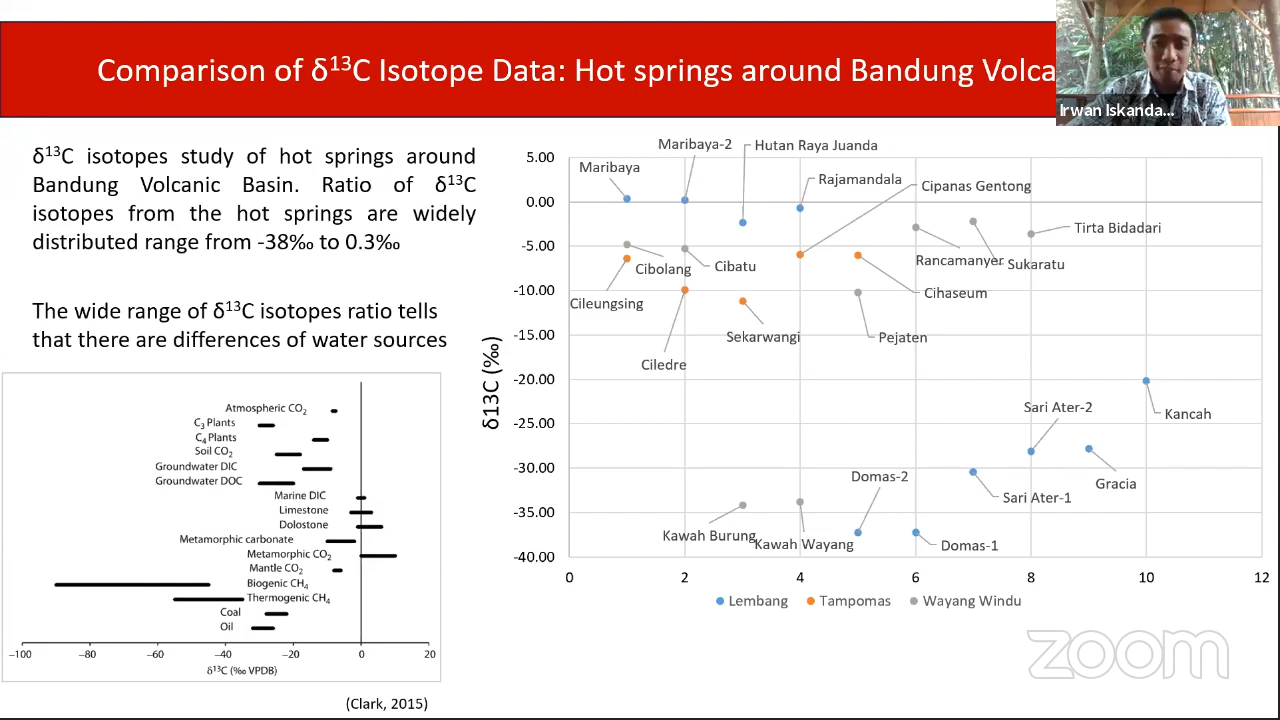 Comparison of δ¹³C Isotope Data: Hot springs around Bandung Volca
Irwan Iskanda...
δ¹³C isotopes study of hot springs around
Bandung Volcanic Basin. Ratio of δ¹³C
isotopes from the hot springs are widely
distributed range from -38‰ to 0.3‰
The wide range of δ¹³C isotopes ratio tells
that there are differences of water sources
Atmospheric CO₂
C₃ Plants
C₄ Plants
Soil CO₂
Groundwater DIC
Groundwater DOC
Marine DIC
Limestone
Dolostone
Metamorphic carbonate
Metamorphic CO₂
Mantle CO₂
Biogenic CH₄
Thermogenic CH₄
Coal
Oil
−100 −80 −60 −40 −20 0 20
δ¹³C (‰ VPDB)
(Clark, 2015)
δ13C (‰)
5.00
0.00
-5.00
-10.00
-15.00
-20.00
-25.00
-30.00
-35.00
-40.00
Maribaya
Maribaya-2
Hutan Raya Juanda
Rajamandala
Cipanas Gentong
Tirta Bidadari
Cibolang
Cibatu
Rancamanyer
Sukaratu
Cileungsing
Cihaseum
Sekarwangi
Pejaten
Ciledre
Sari Ater-2
Kancah
Domas-2
Gracia
Sari Ater-1
Kawah Burung
Kawah Wayang
Domas-1
0 2 4 6 8 10 12
Lembang Tampomas Wayang Windu
zoom